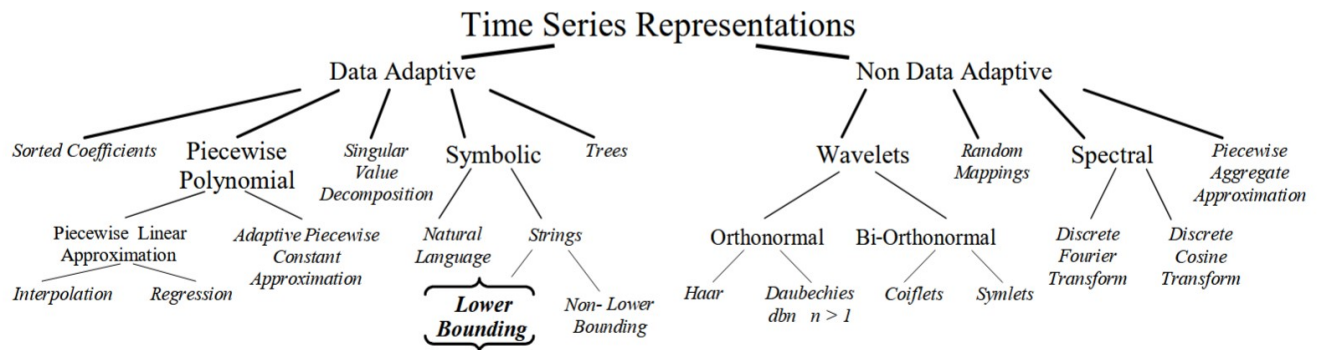 Time Series Representations
Data Adaptive
Non Data Adaptive
Sorted Coefficients
Piecewise
Polynomial
Singular
Value
Decomposition
Symbolic
Trees
Wavelets
Random
Mappings
Spectral
Piecewise
Aggregate
Approximation
Piecewise Linear
Approximation
Adaptive Piecewise
Constant
Approximation
Natural
Language
Strings
Orthonormal
Bi-Orthonormal
Discrete
Fourier
Transform
Discrete
Cosine
Transform
Interpolation
Regression
Lower
Bounding
Non- Lower
Bounding
Haar
Daubechies
dbn n > 1
Coiflets
Symlets